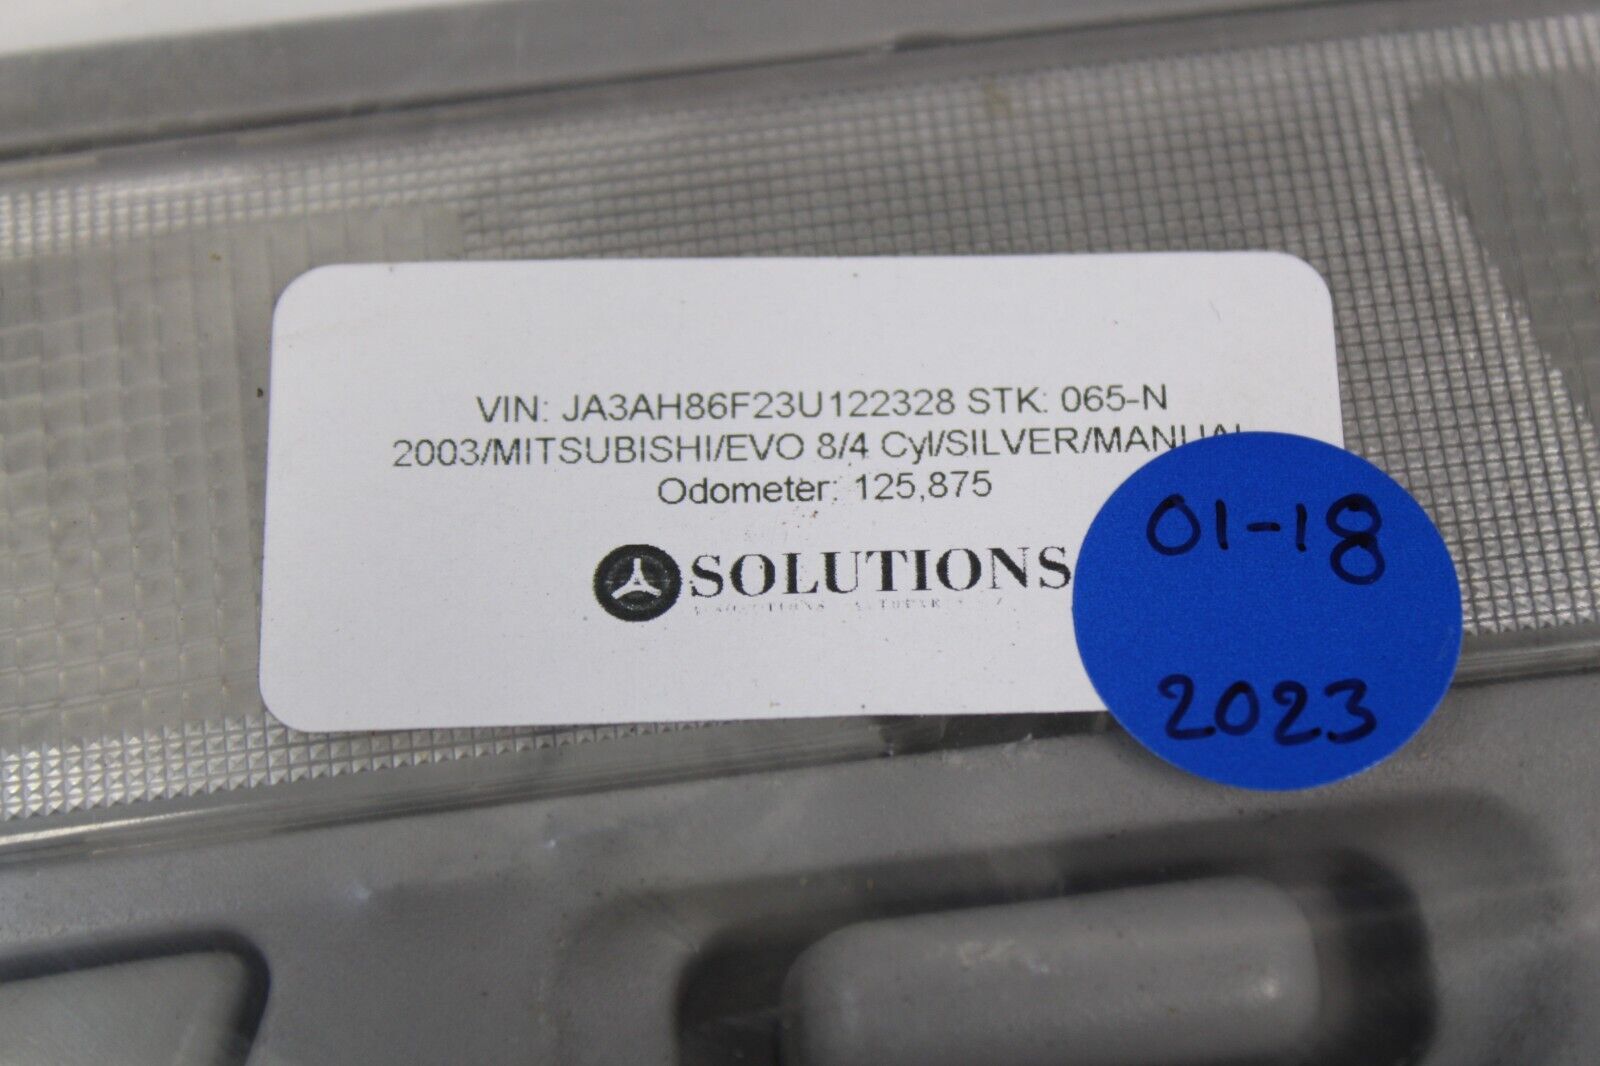 VIN: JA3AH86F23U122328 STK: 065-N
2003/MITSUBISHI/EVO 8/4 Cyl/SILVER/MANUAL
Odometer: 125,875
SOLUTIONS
01-18
2023